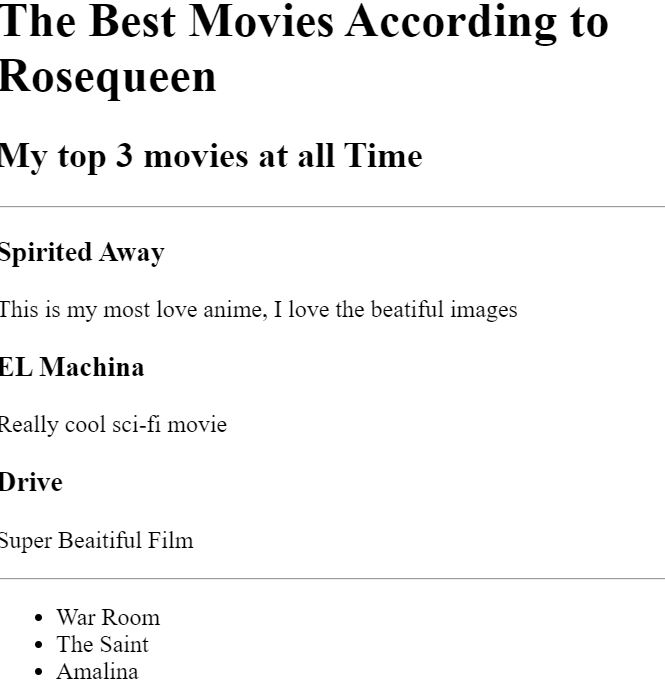 The Best Movies According to
Rosequeen
My top 3 movies at all Time
Spirited Away
This is my most love anime, I love the beatiful images
EL Machina
Really cool sci-fi movie
Drive
Super Beaitiful Film
War Room
The Saint
Amalina